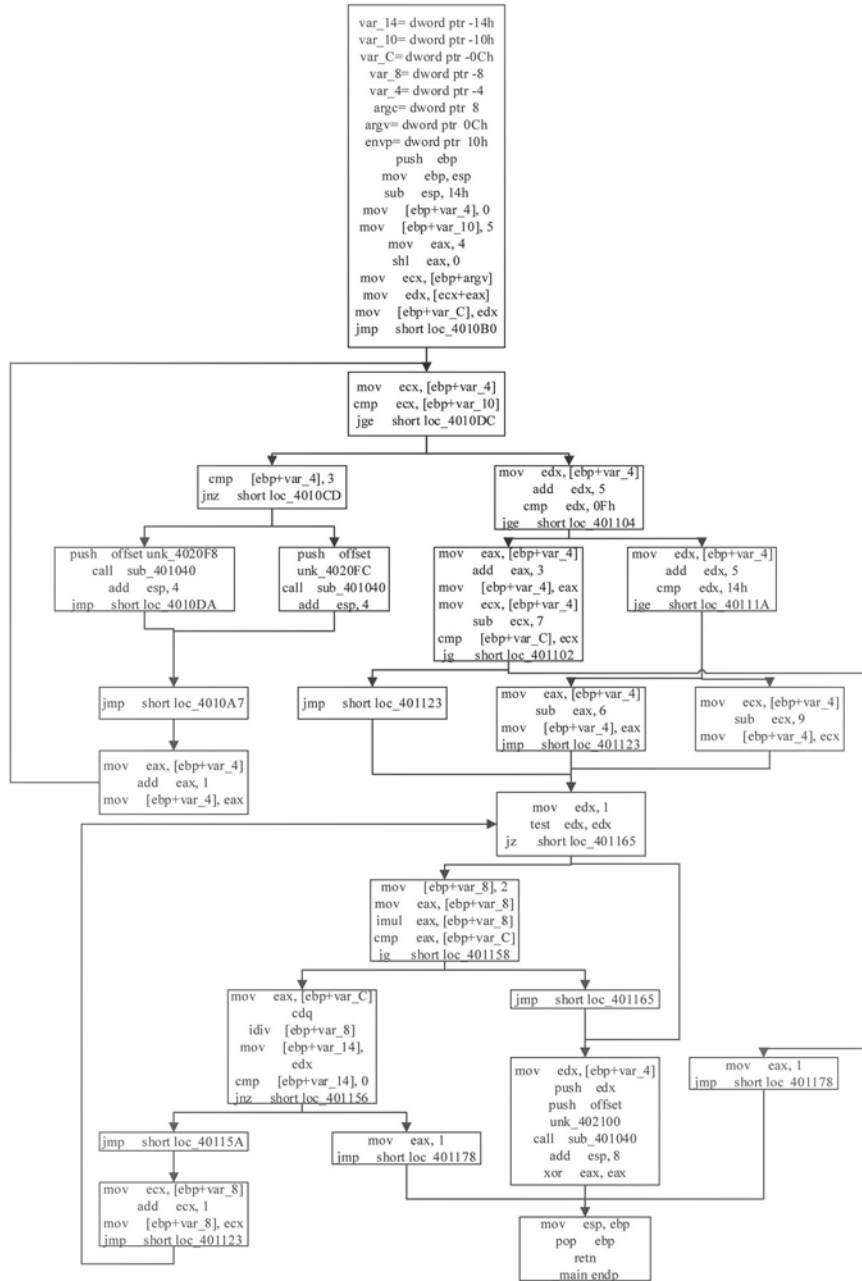 var_14= dword ptr -14h
var_10= dword ptr -10h
var_C= dword ptr -0Ch
var_8= dword ptr -8
var_4= dword ptr -4
argc= dword ptr 8
argv= dword ptr 0Ch
envp= dword ptr 10h
push ebp
mov ebp, esp
sub esp, 14h
mov [ebp+var_4], 0
mov [ebp+var_10], 5
mov eax, 4
shl eax, 0
mov ecx, [ebp+argv]
mov edx, [ecx+eax]
mov [ebp+var_C], edx
jmp short loc_4010B0
mov ecx, [ebp+var_4]
cmp ecx, [ebp+var_10]
jge short loc_4010DC
cmp [ebp+var_4], 3
jnz short loc_4010CD
mov edx, [ebp+var_4]
add edx, 5
cmp edx, 0Fh
jge short loc_401104
push offset unk_4020F8
call sub_401040
add esp, 4
jmp short loc_4010DA
push offset
unk_4020FC
call sub_401040
add esp, 4
mov eax, [ebp+var_4]
add eax, 3
mov [ebp+var_4], eax
mov ecx, [ebp+var_4]
sub ecx, 7
cmp [ebp+var_C], ecx
jg short loc_401102
mov edx, [ebp+var_4]
add edx, 5
cmp edx, 14h
jge short loc_40111A
jmp short loc_4010A7
jmp short loc_401123
mov eax, [ebp+var_4]
sub eax, 6
mov [ebp+var_4], eax
jmp short loc_401123
mov ecx, [ebp+var_4]
sub ecx, 9
mov [ebp+var_4], ecx
mov eax, [ebp+var_4]
add eax, 1
mov [ebp+var_4], eax
mov edx, 1
test edx, edx
jz short loc_401165
mov [ebp+var_8], 2
mov eax, [ebp+var_8]
imul eax, [ebp+var_8]
cmp eax, [ebp+var_C]
jg short loc_401158
mov eax, [ebp+var_C]
cdq
idiv [ebp+var_8]
mov [ebp+var_14],
edx
cmp [ebp+var_14], 0
jnz short loc_401156
jmp short loc_401165
mov edx, [ebp+var_4]
push edx
push offset
unk_402100
call sub_401040
add esp, 8
xor eax, eax
mov eax, 1
jmp short loc_401178
jmp short loc_40115A
mov eax, 1
jmp short loc_401178
mov ecx, [ebp+var_8]
add ecx, 1
mov [ebp+var_8], ecx
jmp short loc_401123
mov esp, ebp
pop ebp
retn
main endp